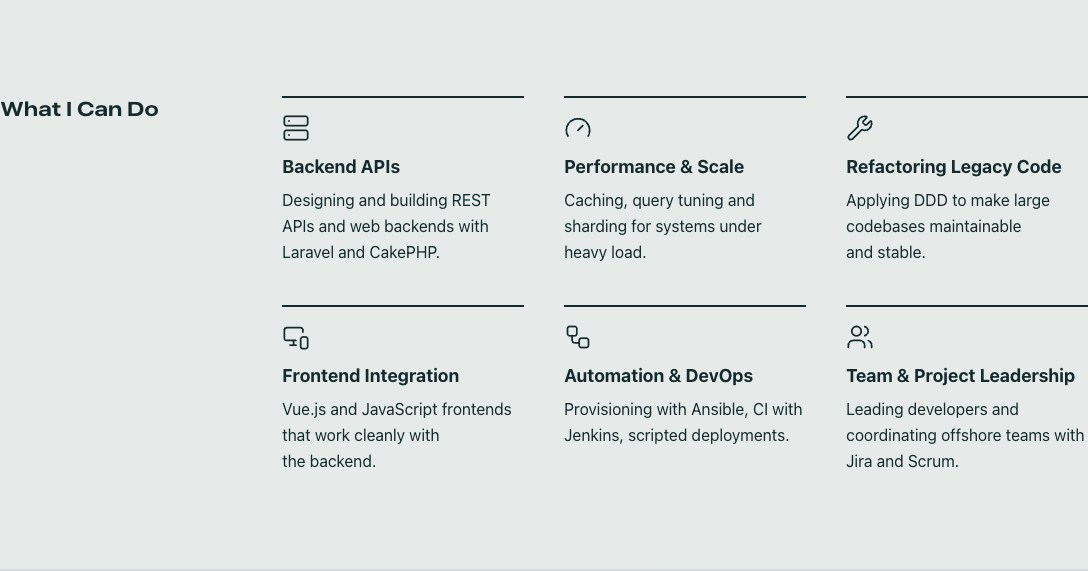 What I Can Do
Backend APIs
Designing and building REST
APIs and web backends with
Laravel and CakePHP.
Performance & Scale
Caching, query tuning and
sharding for systems under
heavy load.
Refactoring Legacy Code
Applying DDD to make large
codebases maintainable
and stable.
Frontend Integration
Vue.js and JavaScript frontends
that work cleanly with
the backend.
Automation & DevOps
Provisioning with Ansible, CI with
Jenkins, scripted deployments.
Team & Project Leadership
Leading developers and
coordinating offshore teams with
Jira and Scrum.